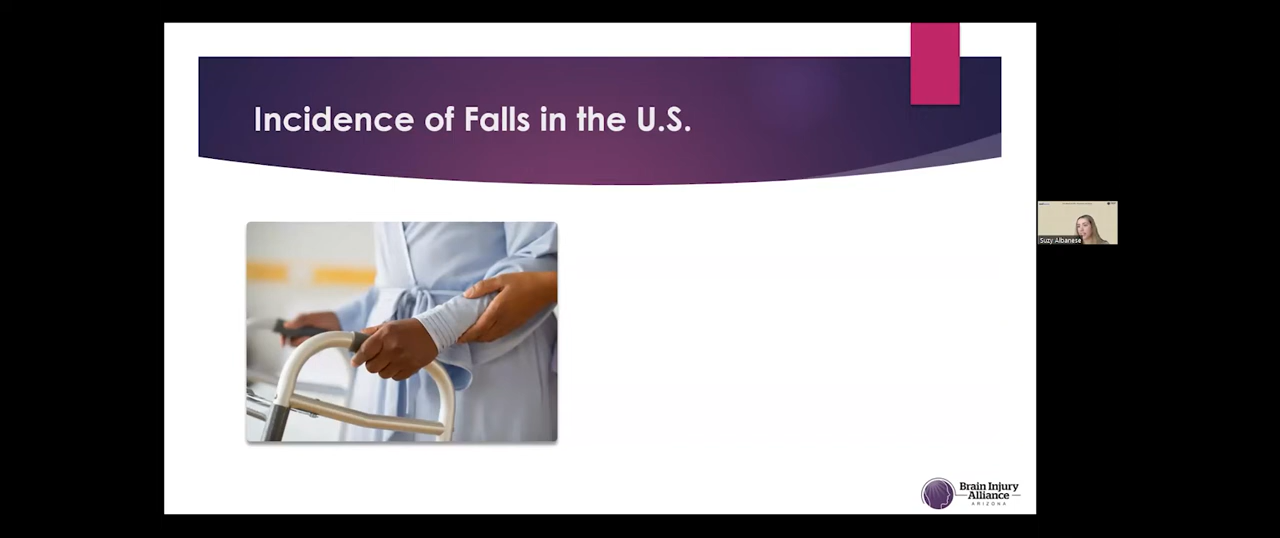 Incidence of Falls in the U.S.
Suzy Albanese
Brain Injury
Alliance
ARIZONA